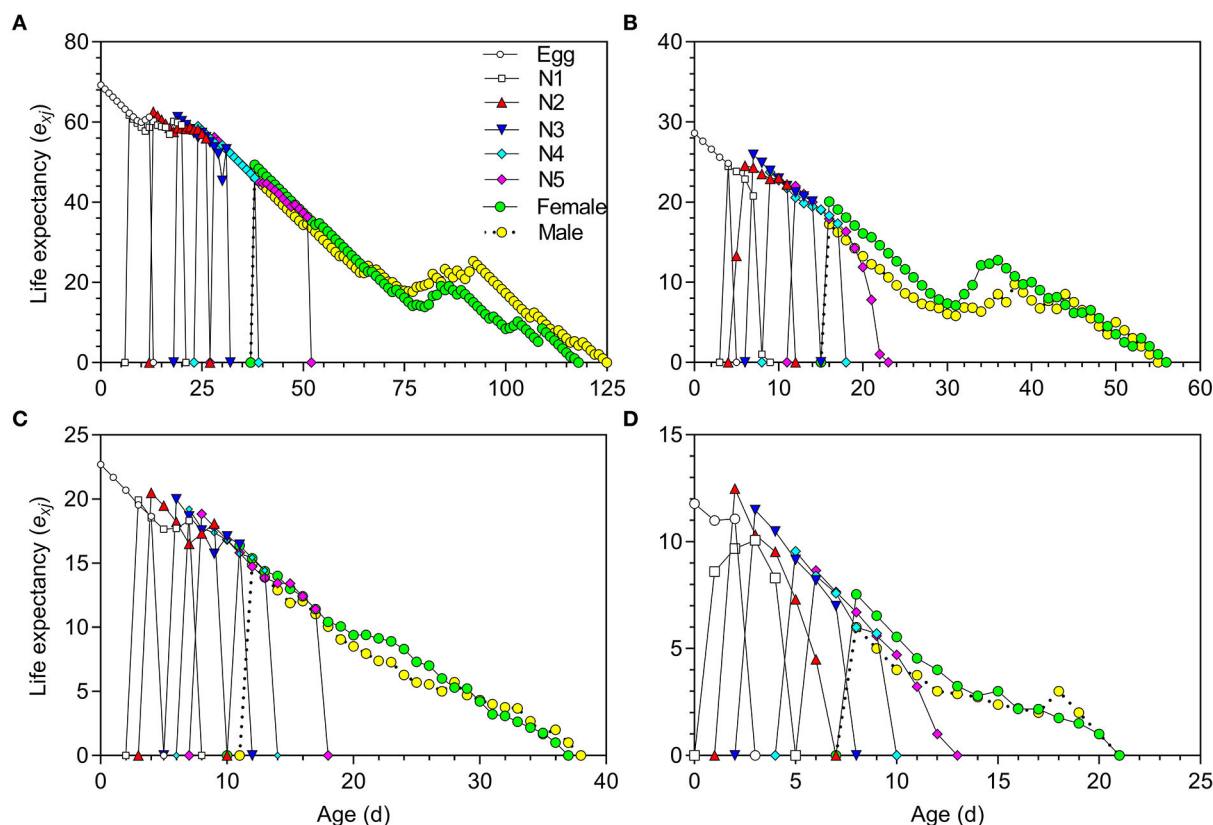 A
Life expectancy (exj)
80
60
40
20
0
0 25 50 75 100 125
Egg
N1
N2
N3
N4
N5
Female
Male
B
40
30
20
10
0
0 10 20 30 40 50 60
C
Life expectancy (exj)
25
20
15
10
5
0
0 10 20 30 40
Age (d)
D
15
10
5
0
0 5 10 15 20 25
Age (d)